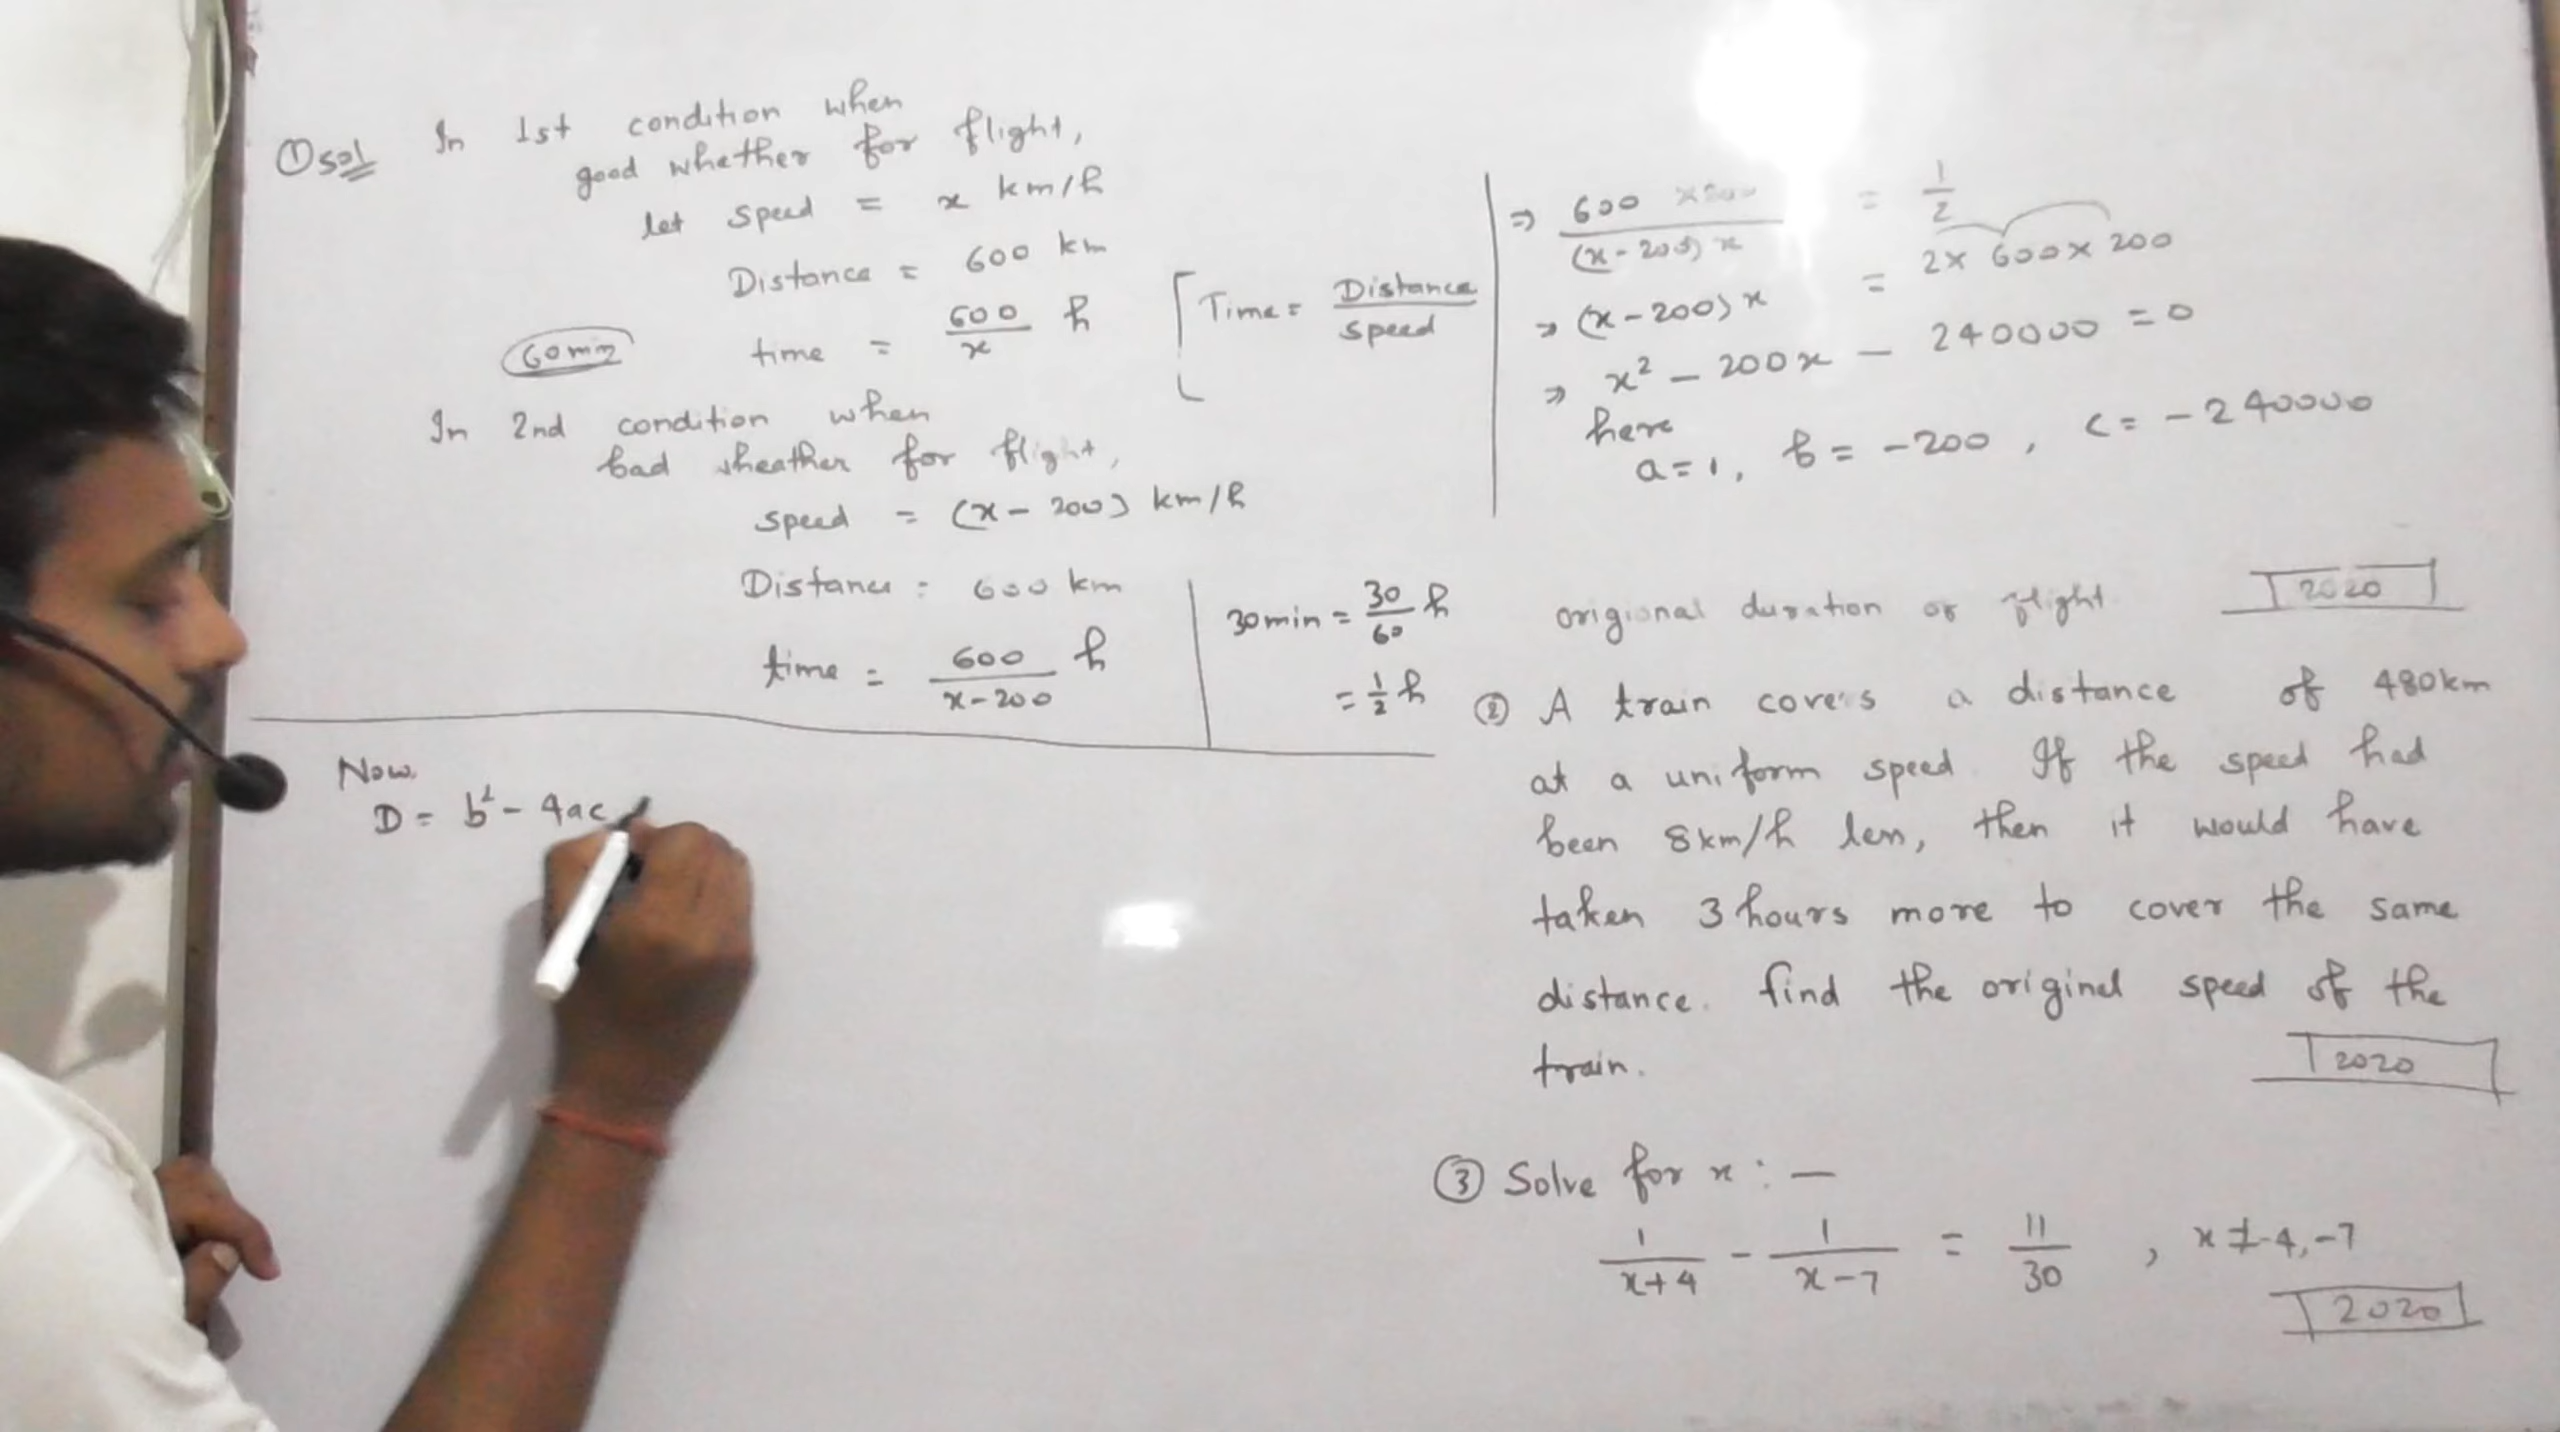 ① sol In 1st condition when
good whether for flight,
let speed = x km/h
Distance = 600 km
60 min
time = 600/x h
[Time = Distance/speed
In 2nd condition when
bad wheather for flight,
speed = (x - 200) km/h
Distance = 600 km
time = 600/x-200 h
30 min = 30/60 h
= 1/2 h
Now,
D = b² - 4ac
⇒ 600 x 200/(x-200) x = 1/2
⇒ (x-200) x = 2 x 600 x 200
⇒ x² - 200x - 240000 = 0
here
a = 1, b = -200, c = -240000
origional duration of flight
2020
② A train covers a distance of 480km
at a uniform speed. If the speed had
been 8km/h less, then it would have
taken 3 hours more to cover the same
distance. find the original speed of the
train.
2020
③ Solve for x : —
1/x+4 - 1/x-7 = 11/30 , x ≠ -4, -7
2020